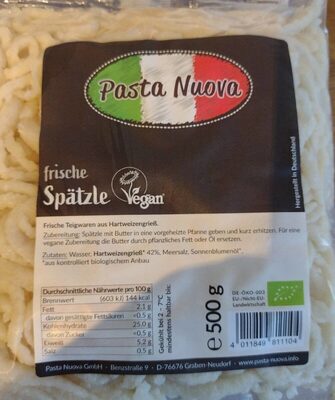 Pasta Nuova
frische
Spätzle
Vegan
Hergestellt in Deutschland
Frische Teigwaren aus Hartweizengrieß.
Zubereitung: Spätzle mit Butter in eine vorgeheizte Pfanne geben und kurz erhitzen. Für eine
vegane Zubereitung die Butter durch pflanzliches Fett oder Öl ersetzen.
Zutaten: Wasser, Hartweizengrieß* 42%, Meersalz, Sonnenblumenöl*.
*aus kontrolliert biologischem Anbau
Durchschnittliche Nährwerte pro 100 g
Brennwert (603 kJ) 144 kcal
Fett 2,1 g
davon gesättigte Fettsäuren <0,5 g
Kohlenhydrate 25,0 g
davon Zucker <0,5 g
Eiweiß 5,2 g
Salz 0,5 g
Gekühlt bei 2 - 7°C
mindestens haltbar bis:
e 500 g
DE-ÖKO-003
EU-/Nicht-EU-
Landwirtschaft
4 011849 811104
Pasta Nuova GmbH · Benzstraße 9 · D-76676 Graben-Neudorf · www.pasta-nuova.info